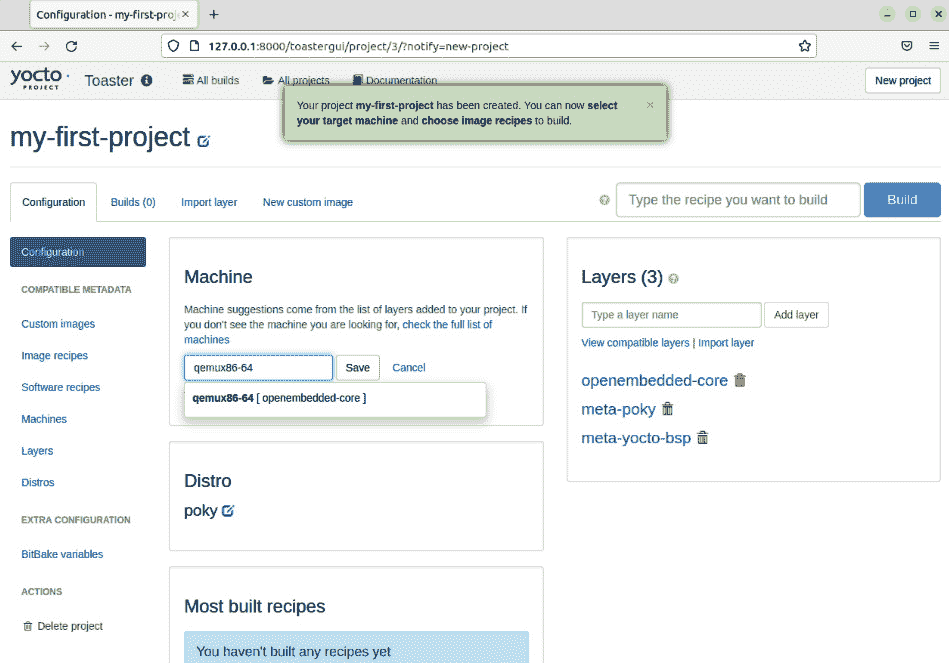 Configuration - my-first-proj
127.0.0.1:8000/toastergui/project/3/?notify=new-project
yocto
PROJECT
Toaster
All builds
All projects
Documentation
New project
Your project my-first-project has been created. You can now select
your target machine and choose image recipes to build.
my-first-project
Configuration
Builds (0)
Import layer
New custom image
Type the recipe you want to build
Build
Configuration
COMPATIBLE METADATA
Custom images
Image recipes
Software recipes
Machines
Layers
Distros
EXTRA CONFIGURATION
BitBake variables
ACTIONS
Delete project
Machine
Machine suggestions come from the list of layers added to your project. If
you don't see the machine you are looking for, check the full list of
machines
qemux86-64
Save
Cancel
qemux86-64 [ openembedded-core ]
Distro
poky
Most built recipes
You haven't built any recipes yet
Layers (3)
Type a layer name
Add layer
View compatible layers | Import layer
openembedded-core
meta-poky
meta-yocto-bsp